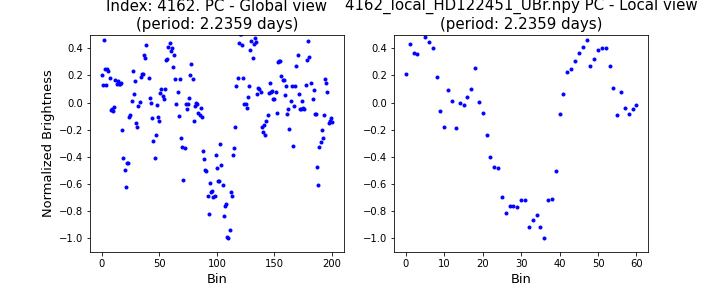 Index: 4162. PC - Global view
(period: 2.2359 days)
4162_local_HD122451_UBr.npy PC - Local view
(period: 2.2359 days)
Normalized Brightness
0.4
0.2
0.0
−0.2
−0.4
−0.6
−0.8
−1.0
0 50 100 150 200
Bin
0.4
0.2
0.0
−0.2
−0.4
−0.6
−0.8
−1.0
0 10 20 30 40 50 60
Bin